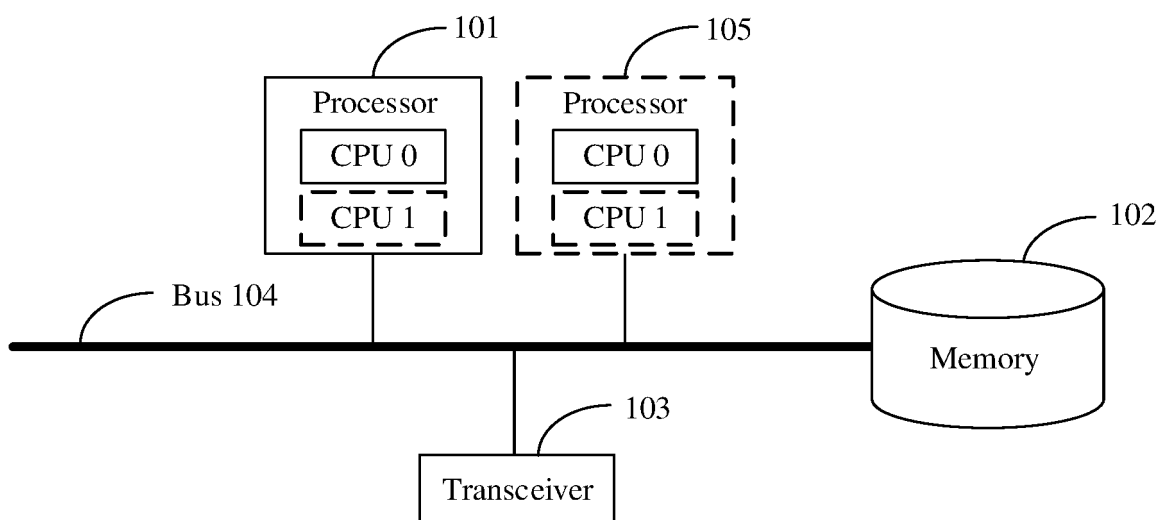 101
105
Processor
Processor
CPU 0
CPU 0
CPU 1
CPU 1
102
Bus 104
Memory
103
Transceiver